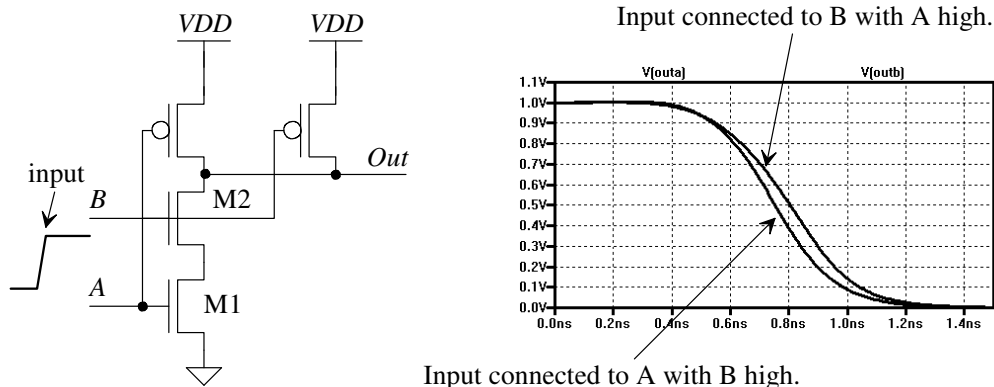 VDD VDD
Out
input
B
M2
A
M1
Input connected to B with A high.
V(outa) V(outb)
1.1V
1.0V
0.9V
0.8V
0.7V
0.6V
0.5V
0.4V
0.3V
0.2V
0.1V
0.0V
0.0ns 0.2ns 0.4ns 0.6ns 0.8ns 1.0ns 1.2ns 1.4ns
Input connected to A with B high.